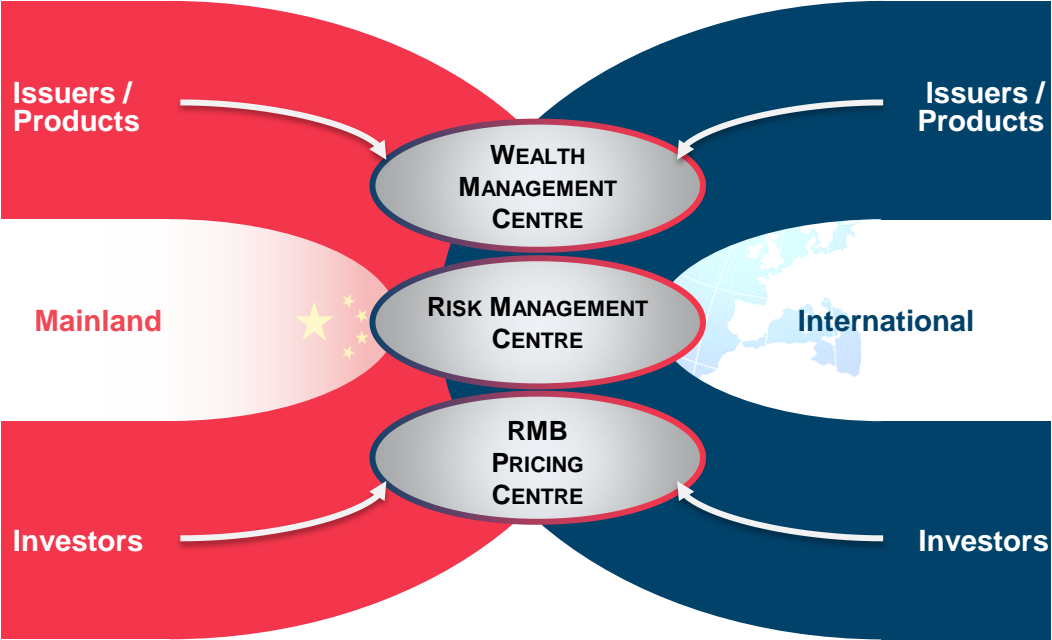 Issuers /
Products
Issuers /
Products
WEALTH
MANAGEMENT
CENTRE
Mainland
RISK MANAGEMENT
CENTRE
International
RMB
PRICING
CENTRE
Investors
Investors